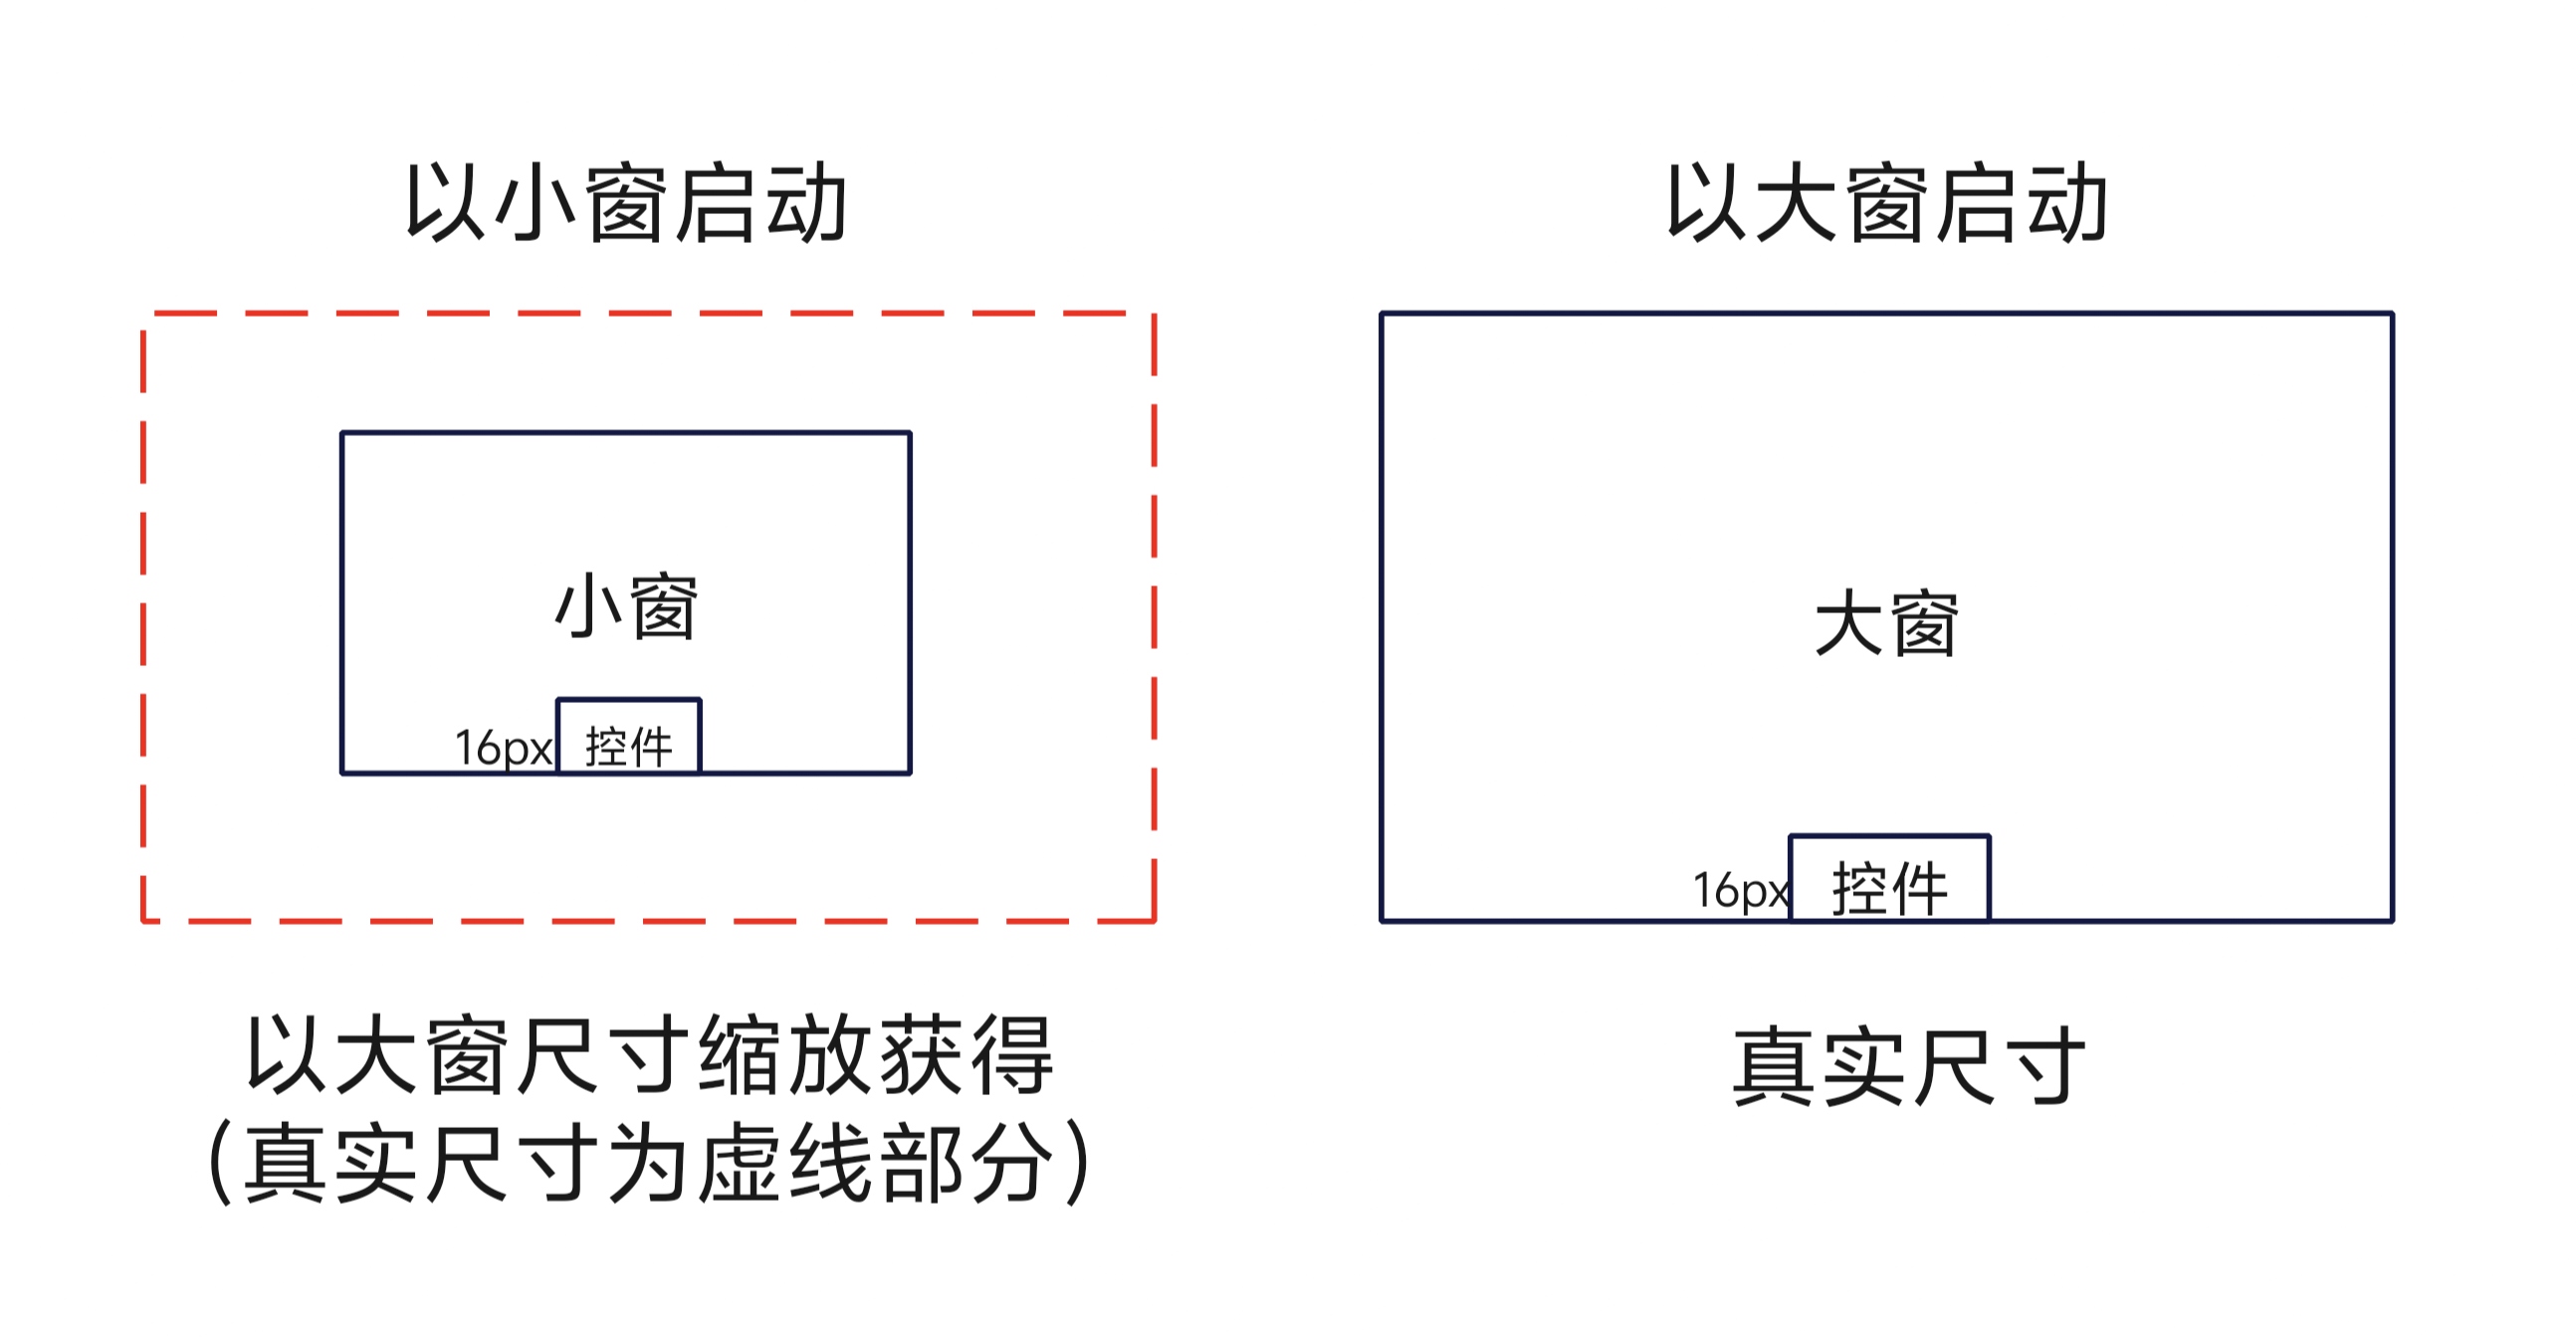 以小窗启动
以大窗启动
小窗
16px
控件
大窗
16px
控件
以大窗尺寸缩放获得
(真实尺寸为虚线部分)
真实尺寸